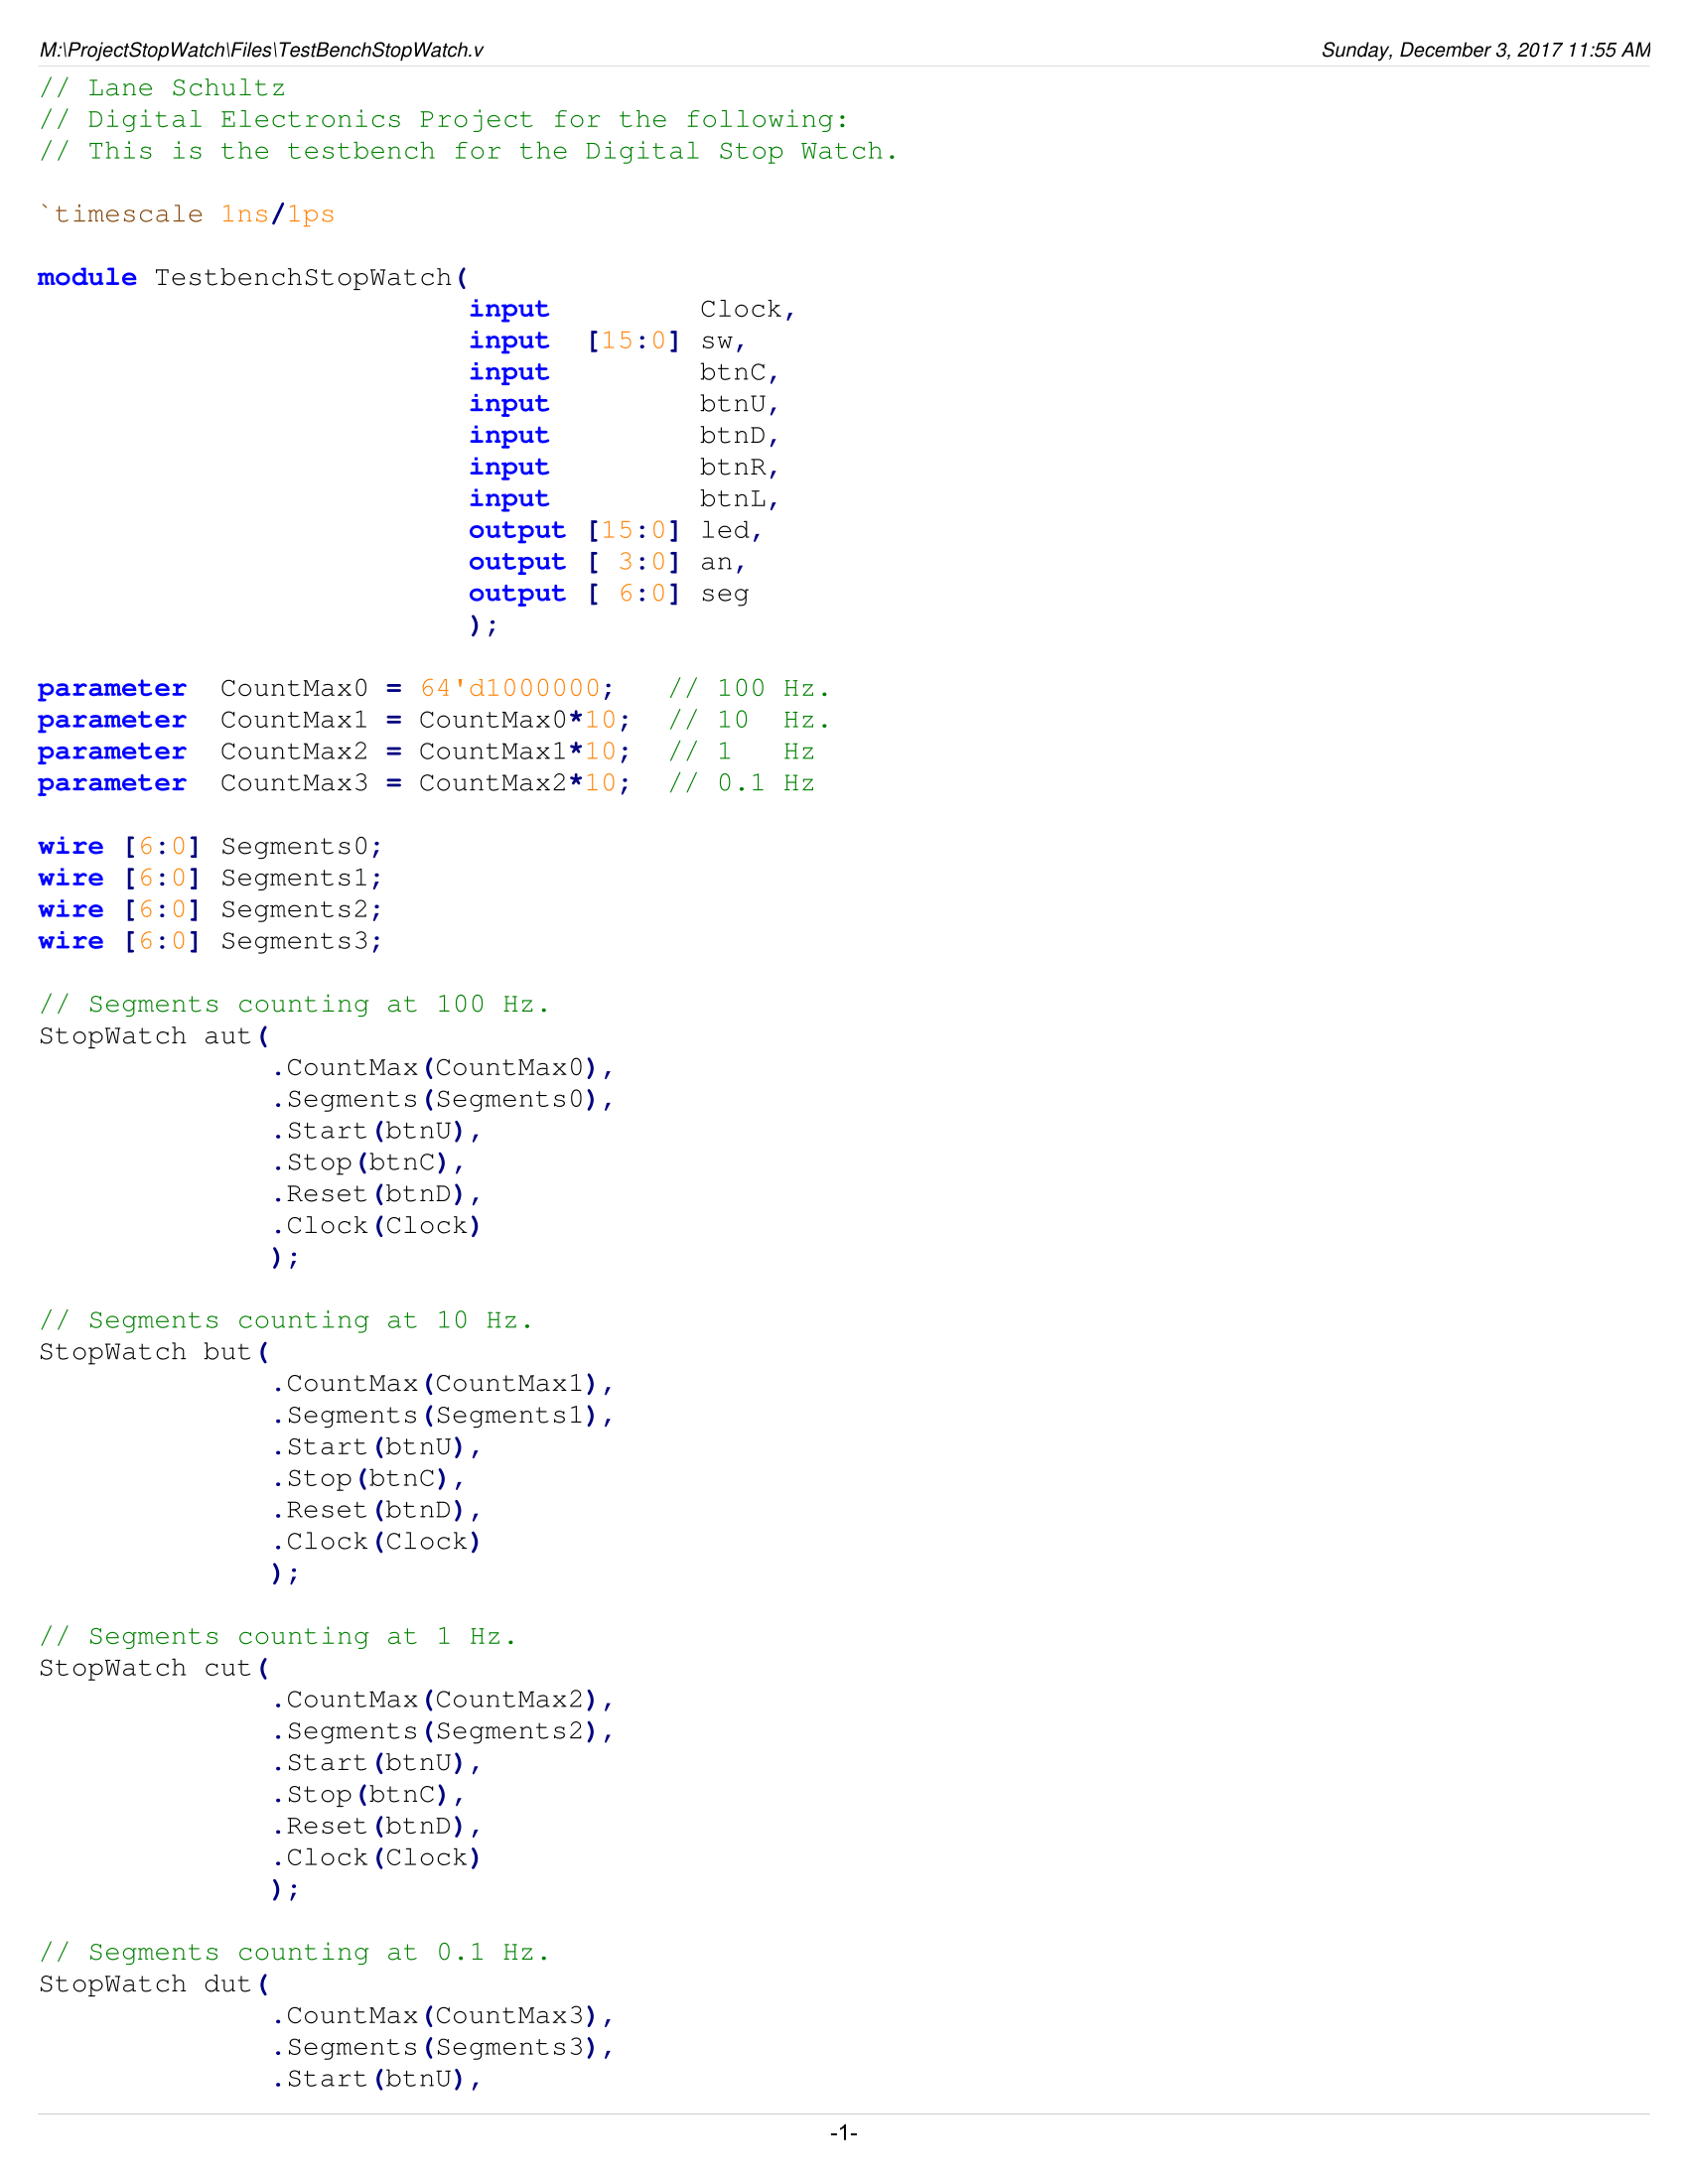 M:\ProjectStopWatch\Files\TestBenchStopWatch.v Sunday, December 3, 2017 11:55 AM
// Lane Schultz
// Digital Electronics Project for the following:
// This is the testbench for the Digital Stop Watch.
`timescale 1ns/1ps
module TestbenchStopWatch(
input Clock,
input [15:0] sw,
input btnC,
input btnU,
input btnD,
input btnR,
input btnL,
output [15:0] led,
output [ 3:0] an,
output [ 6:0] seg
);
parameter CountMax0 = 64'd1000000; // 100 Hz.
parameter CountMax1 = CountMax0*10; // 10 Hz.
parameter CountMax2 = CountMax1*10; // 1 Hz
parameter CountMax3 = CountMax2*10; // 0.1 Hz
wire [6:0] Segments0;
wire [6:0] Segments1;
wire [6:0] Segments2;
wire [6:0] Segments3;
// Segments counting at 100 Hz.
StopWatch aut(
.CountMax(CountMax0),
.Segments(Segments0),
.Start(btnU),
.Stop(btnC),
.Reset(btnD),
.Clock(Clock)
);
// Segments counting at 10 Hz.
StopWatch but(
.CountMax(CountMax1),
.Segments(Segments1),
.Start(btnU),
.Stop(btnC),
.Reset(btnD),
.Clock(Clock)
);
// Segments counting at 1 Hz.
StopWatch cut(
.CountMax(CountMax2),
.Segments(Segments2),
.Start(btnU),
.Stop(btnC),
.Reset(btnD),
.Clock(Clock)
);
// Segments counting at 0.1 Hz.
StopWatch dut(
.CountMax(CountMax3),
.Segments(Segments3),
.Start(btnU),
-1-